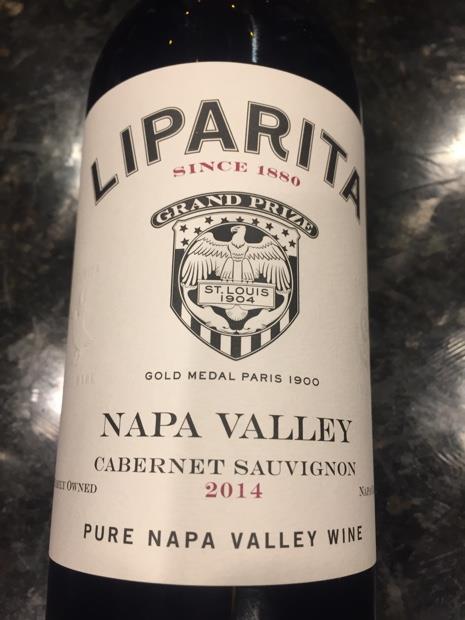 LIPARITA
SINCE 1880
GRAND PRIZE
ST. LOUIS
1904
GOLD MEDAL PARIS 1900
NAPA VALLEY
CABERNET SAUVIGNON
OWNED
2014
PURE NAPA VALLEY WINE